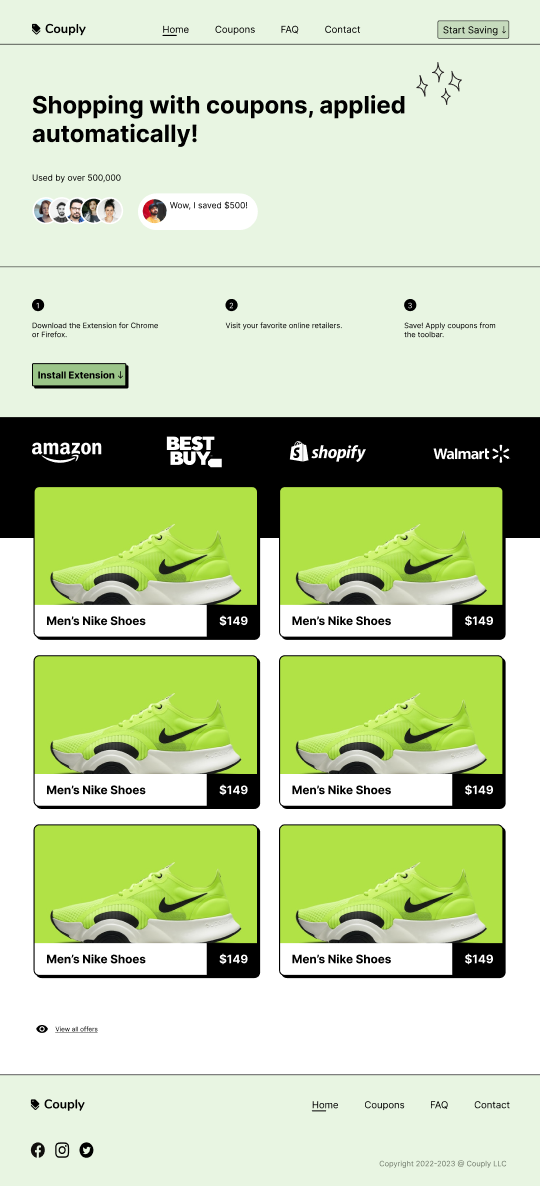 Couply
Home
Coupons
FAQ
Contact
Start Saving ↓
Shopping with coupons, applied
automatically!
Used by over 500,000
Wow, I saved $500!
1
2
3
Download the Extension for Chrome
or Firefox.
Visit your favorite online retailers.
Save! Apply coupons from
the toolbar.
Install Extension ↓
amazon
BEST
BUY
shopify
Walmart
Men's Nike Shoes
$149
Men's Nike Shoes
$149
Men's Nike Shoes
$149
Men's Nike Shoes
$149
Men's Nike Shoes
$149
Men's Nike Shoes
$149
View all offers
Couply
Home
Coupons
FAQ
Contact
Copyright 2022-2023 @ Couply LLC